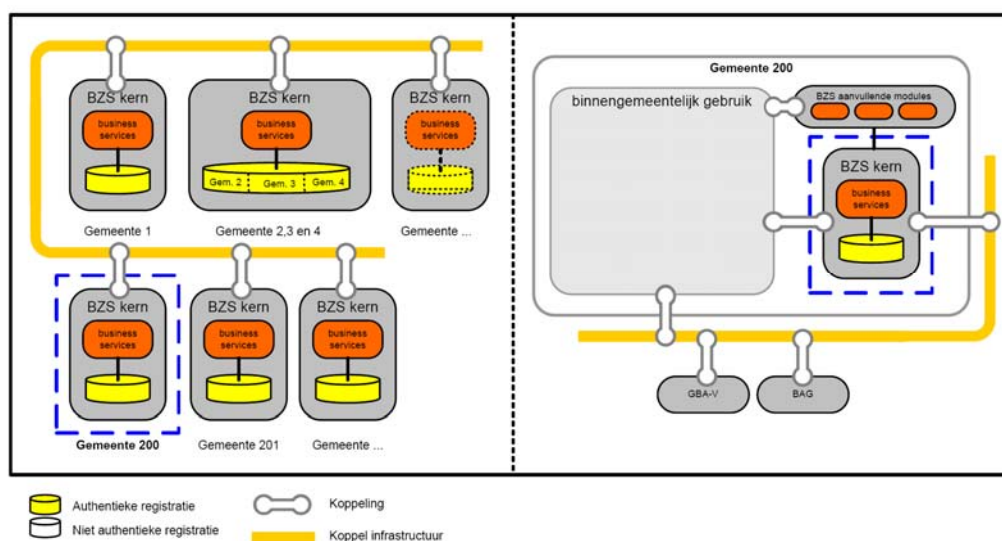 BZS kern
business
services
Gemeente 1
BZS kern
business
services
Gem. 2
Gem. 3
Gem. 4
Gemeente 2,3 en 4
BZS kern
business
services
Gemeente ...
BZS kern
business
services
Gemeente 200
BZS kern
business
services
Gemeente 201
BZS kern
business
services
Gemeente ...
Gemeente 200
binnengemeentelijk gebruik
BZS aanvullende modules
BZS kern
business
services
GBA-V
BAG
Authentieke registratie
Niet authentieke registratie
Koppeling
Koppel infrastructuur